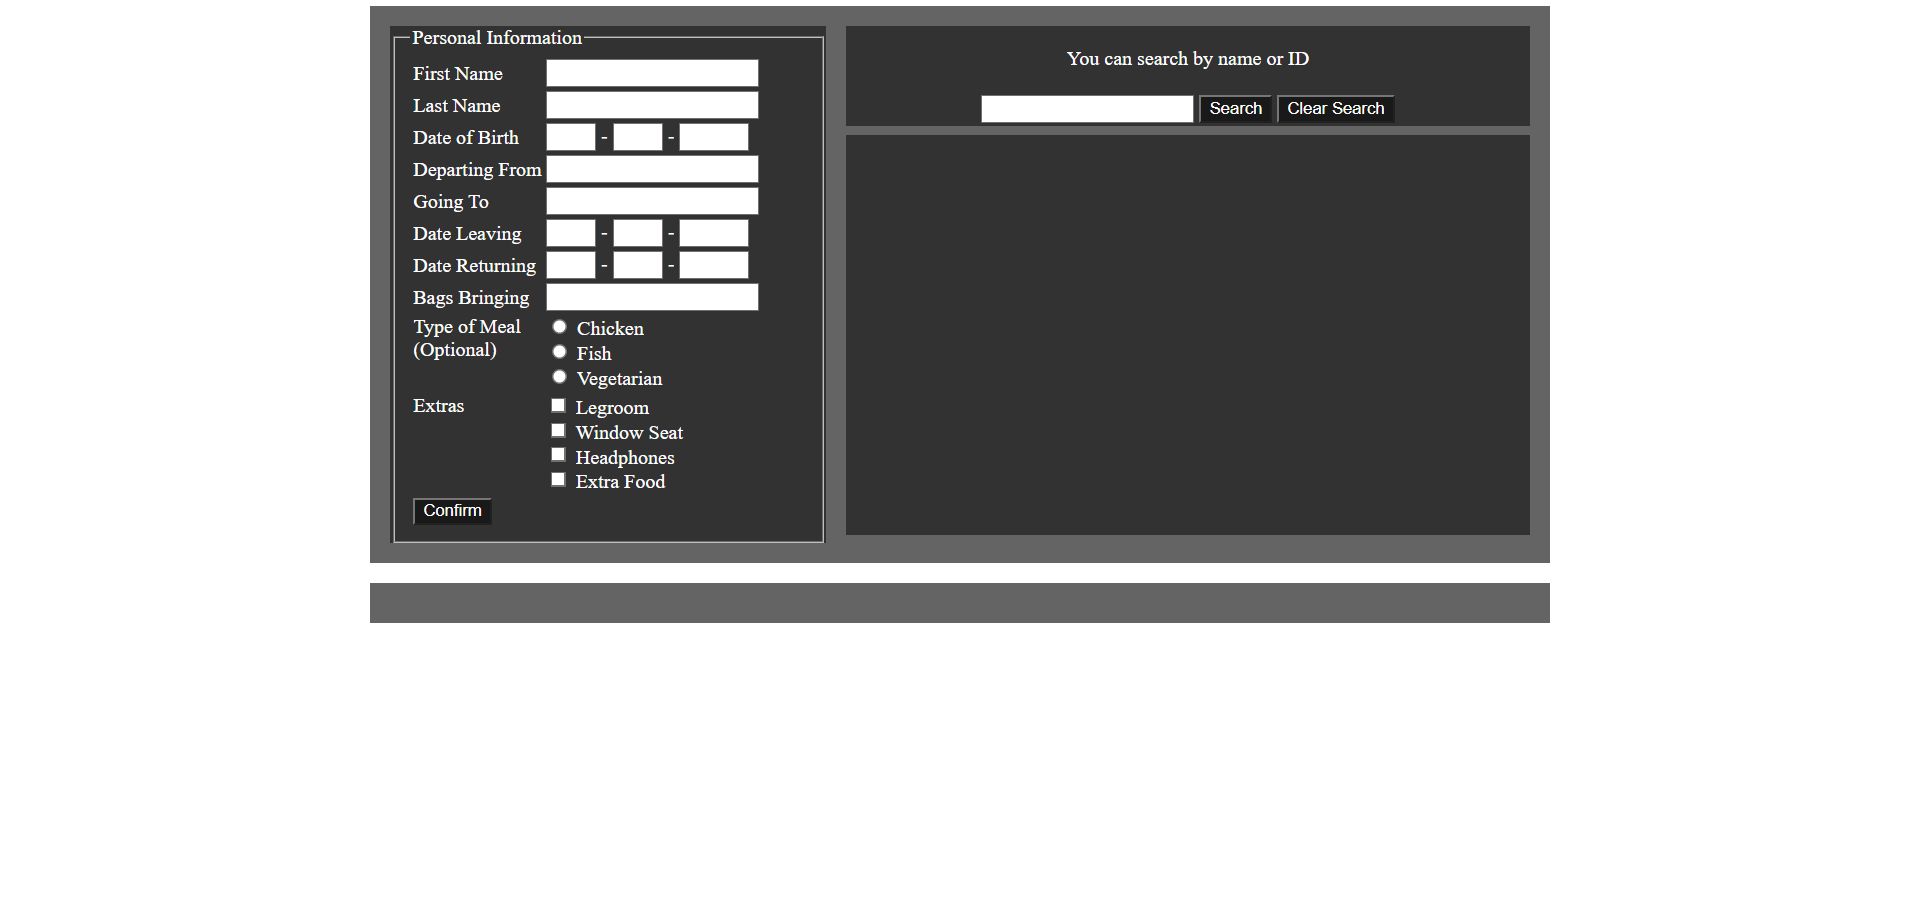 Personal Information
First Name
Last Name
Date of Birth - -
Departing From
Going To
Date Leaving - -
Date Returning - -
Bags Bringing
Type of Meal
(Optional)
Chicken
Fish
Vegetarian
Extras
Legroom
Window Seat
Headphones
Extra Food
Confirm
You can search by name or ID
Search Clear Search